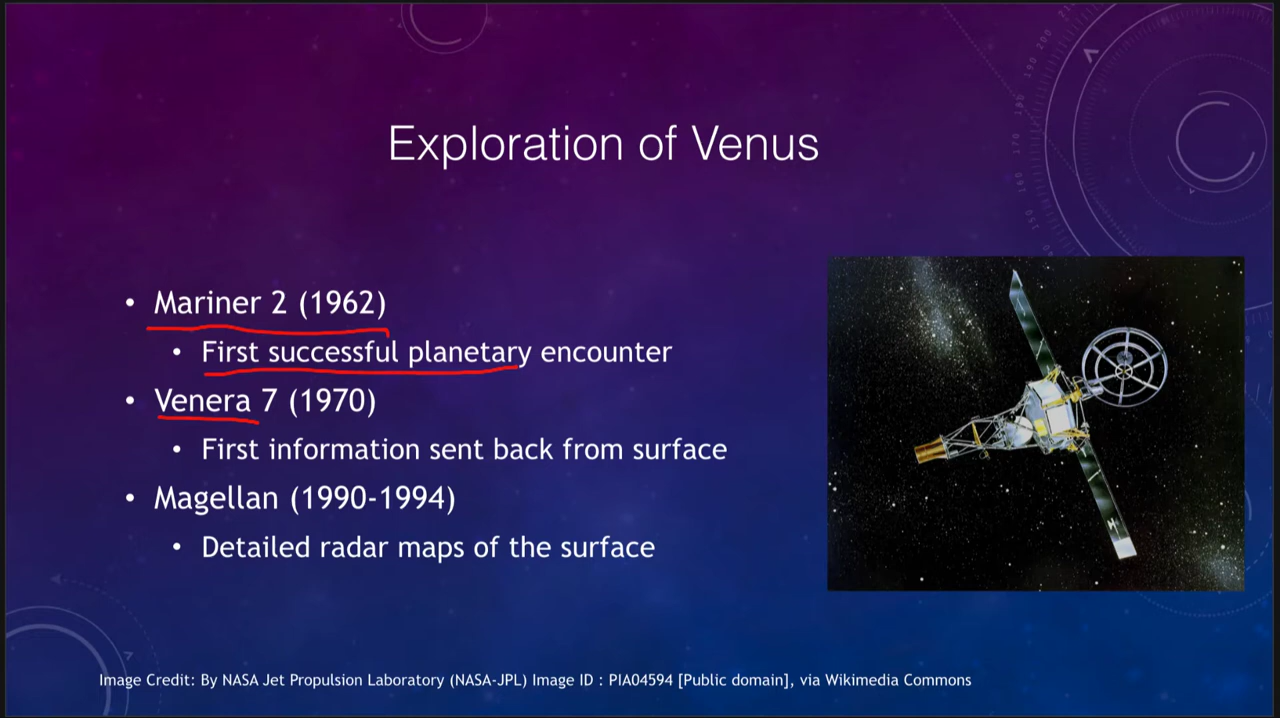 Exploration of Venus
• Mariner 2 (1962)
• First successful planetary encounter
• Venera 7 (1970)
• First information sent back from surface
• Magellan (1990-1994)
• Detailed radar maps of the surface
Image Credit: By NASA Jet Propulsion Laboratory (NASA-JPL) Image ID : PIA04594 [Public domain], via Wikimedia Commons